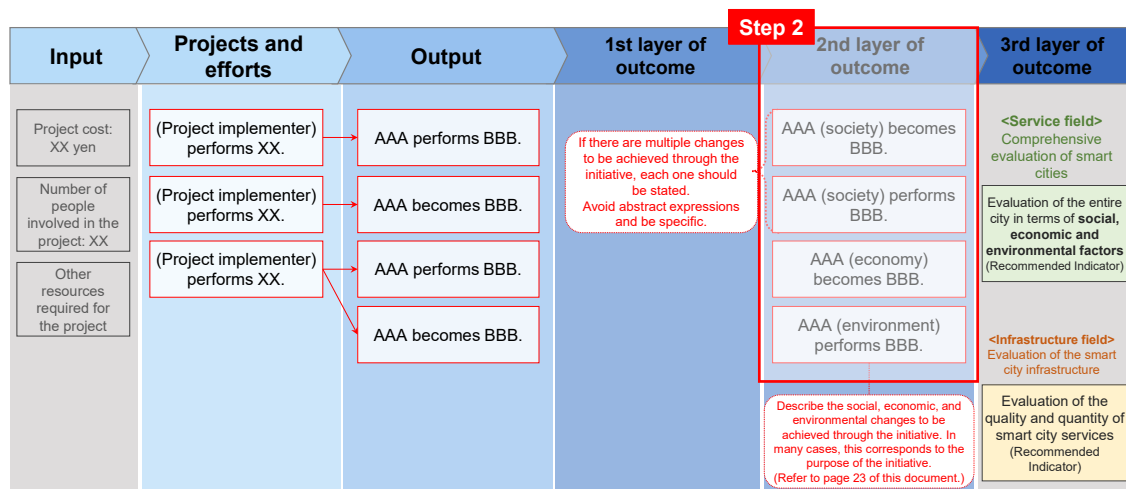 Step 2
Input
Projects and
efforts
Output
1st layer of
outcome
2nd layer of
outcome
3rd layer of
outcome
Project cost:
XX yen
Number of
people
involved in the
project: XX
Other
resources
required for
the project
(Project implementer)
performs XX.
(Project implementer)
performs XX.
(Project implementer)
performs XX.
AAA performs BBB.
AAA becomes BBB.
AAA performs BBB.
AAA becomes BBB.
If there are multiple changes
to be achieved through the
initiative, each one should
be stated.
Avoid abstract expressions
and be specific.
AAA (society) becomes
BBB.
AAA (society) performs
BBB.
AAA (economy)
becomes BBB.
AAA (environment)
performs BBB.
Describe the social, economic, and
environmental changes to be
achieved through the initiative. In
many cases, this corresponds to the
purpose of the initiative.
(Refer to page 23 of this document.)
<Service field>
Comprehensive
evaluation of smart
cities
Evaluation of the entire
city in terms of social,
economic and
environmental factors
(Recommended Indicator)
<Infrastructure field>
Evaluation of the smart
city infrastructure
Evaluation of the
quality and quantity of
smart city services
(Recommended
Indicator)